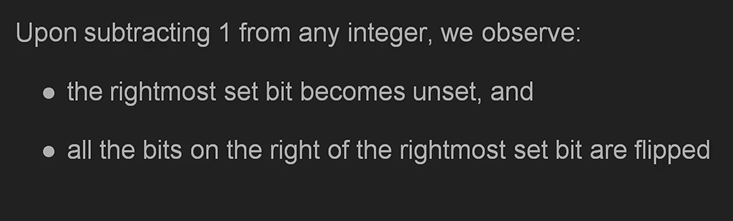 Upon subtracting 1 from any integer, we observe:
● the rightmost set bit becomes unset, and
● all the bits on the right of the rightmost set bit are flipped